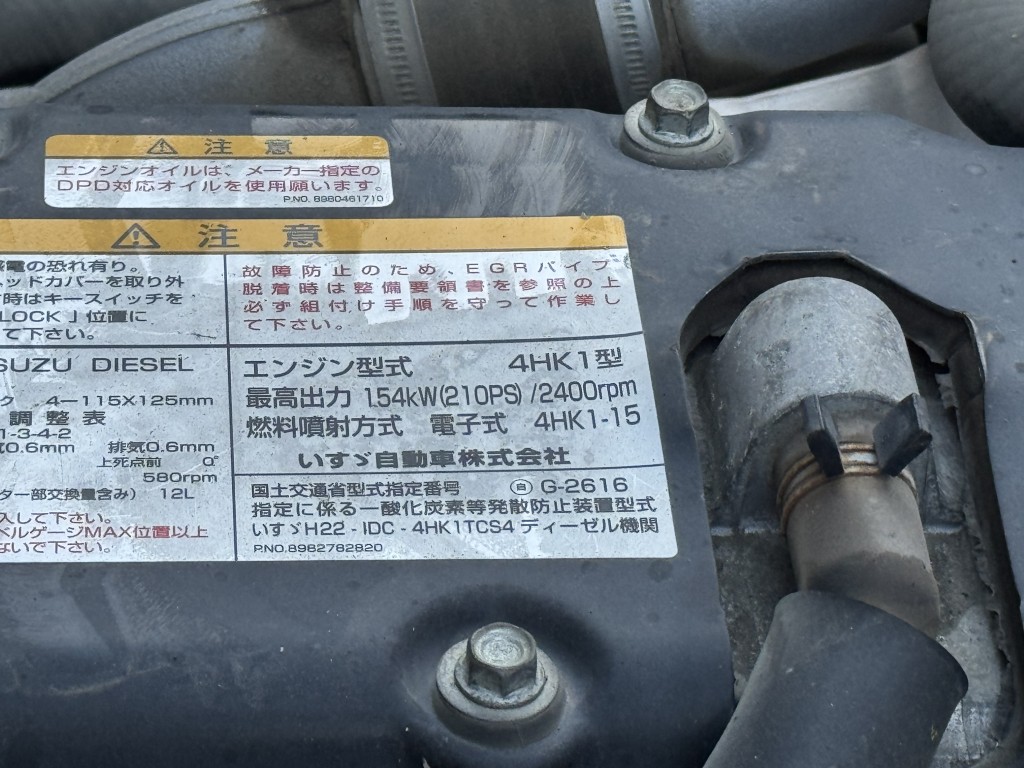 注意
エンジンオイルは、メーカー指定の
DPD対応オイルを使用願います。
P.NO. 8980461710
注意
電の恐れ有り。
ッドカバーを取り外
時はキースイッチを
LOCK」位置に
て下さい。
故障防止のため、EGRパイプ
脱着時は整備要領書を参照の上
必ず組付け手順を守って作業し
て下さい。
SUZU DIESEL
ク 4-115X125mm
調整表
1-3-4-2
0.6mm 排気0.6mm
上死点前 0°
580rpm
ター部交換量含み) 12L
入して下さい。
ベルゲージMAX位置以上
ないで下さい。
エンジン型式 4HK1型
最高出力 154kW(210PS)/2400rpm
燃料噴射方式 電子式 4HK1-15
いすゞ自動車株式会社
国土交通省型式指定番号 自 G-2616
指定に係る一酸化炭素等発散防止装置型式
いすゞH22-IDC-4HK1TCS4 ディーゼル機関
P.NO.8982782820